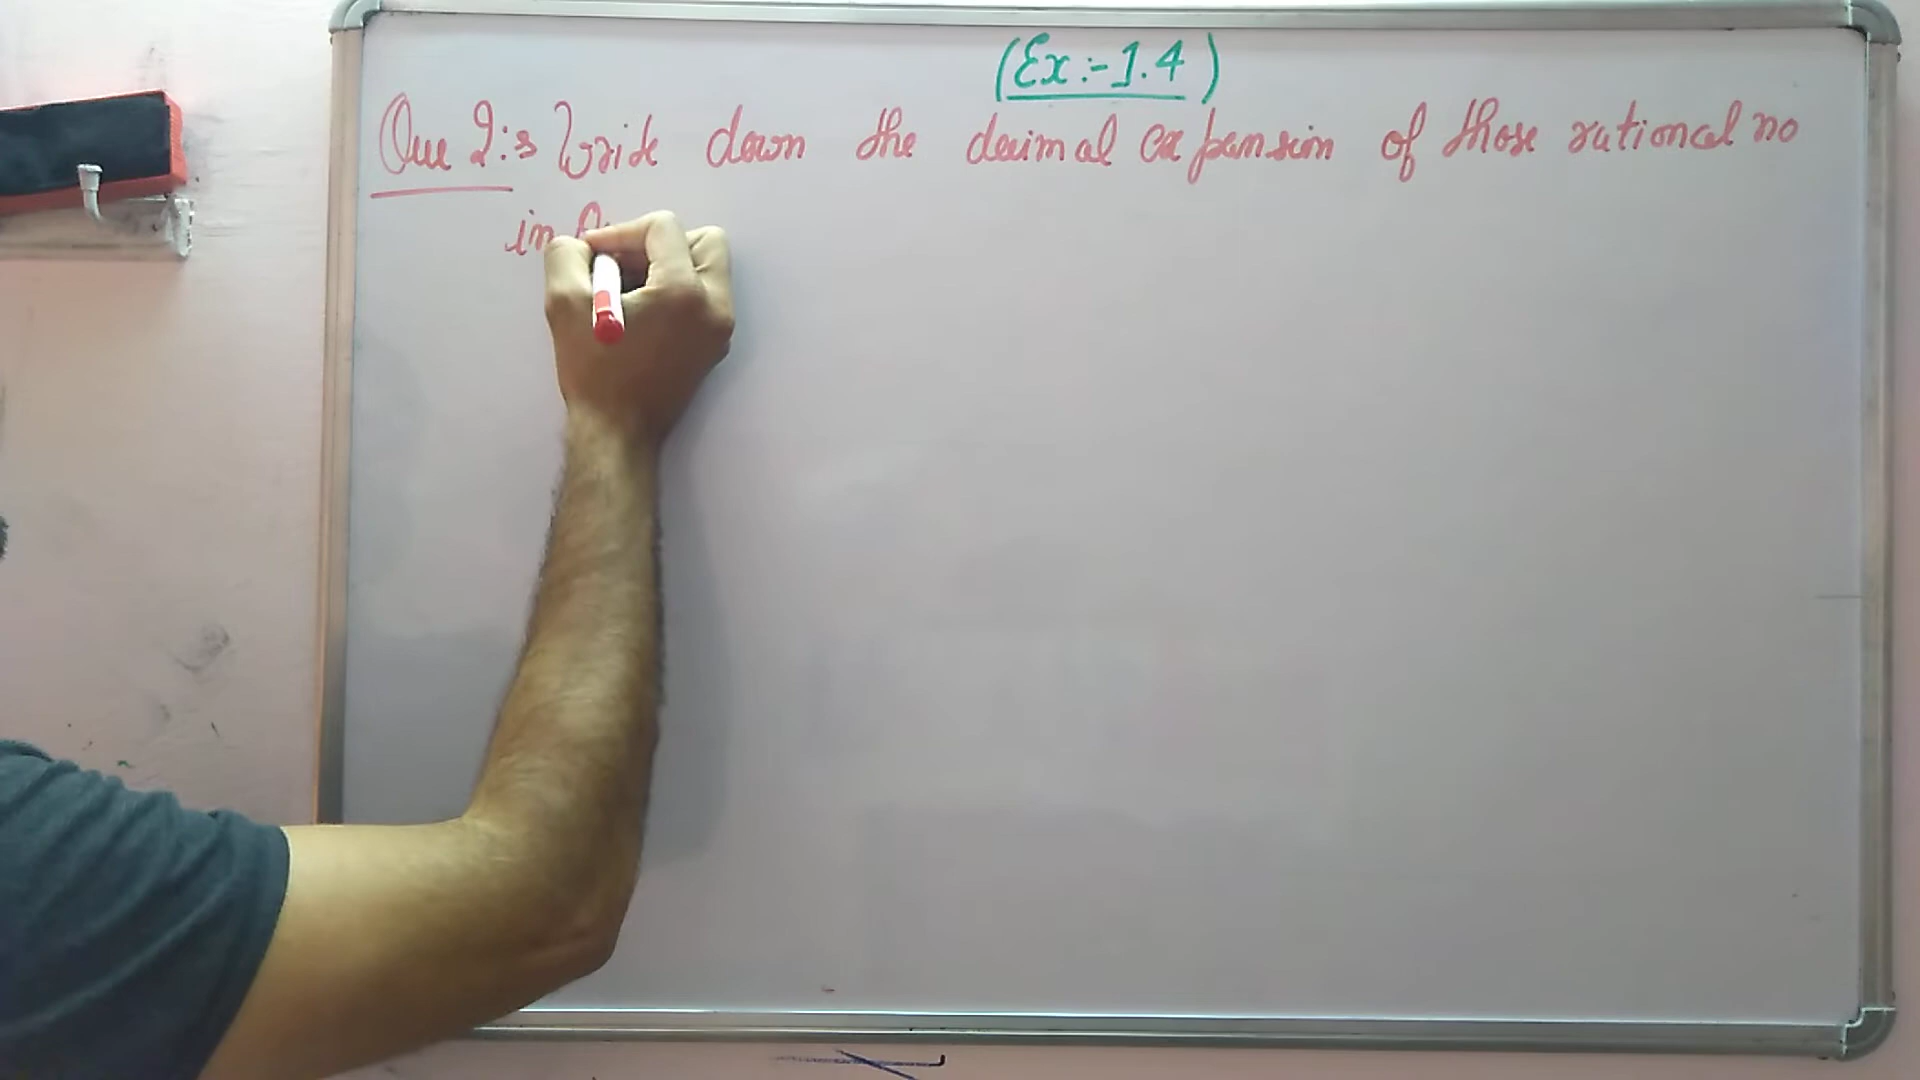 (Ex:-1.4)
Que 2:s Write down the decimal expansion of those rational no
in